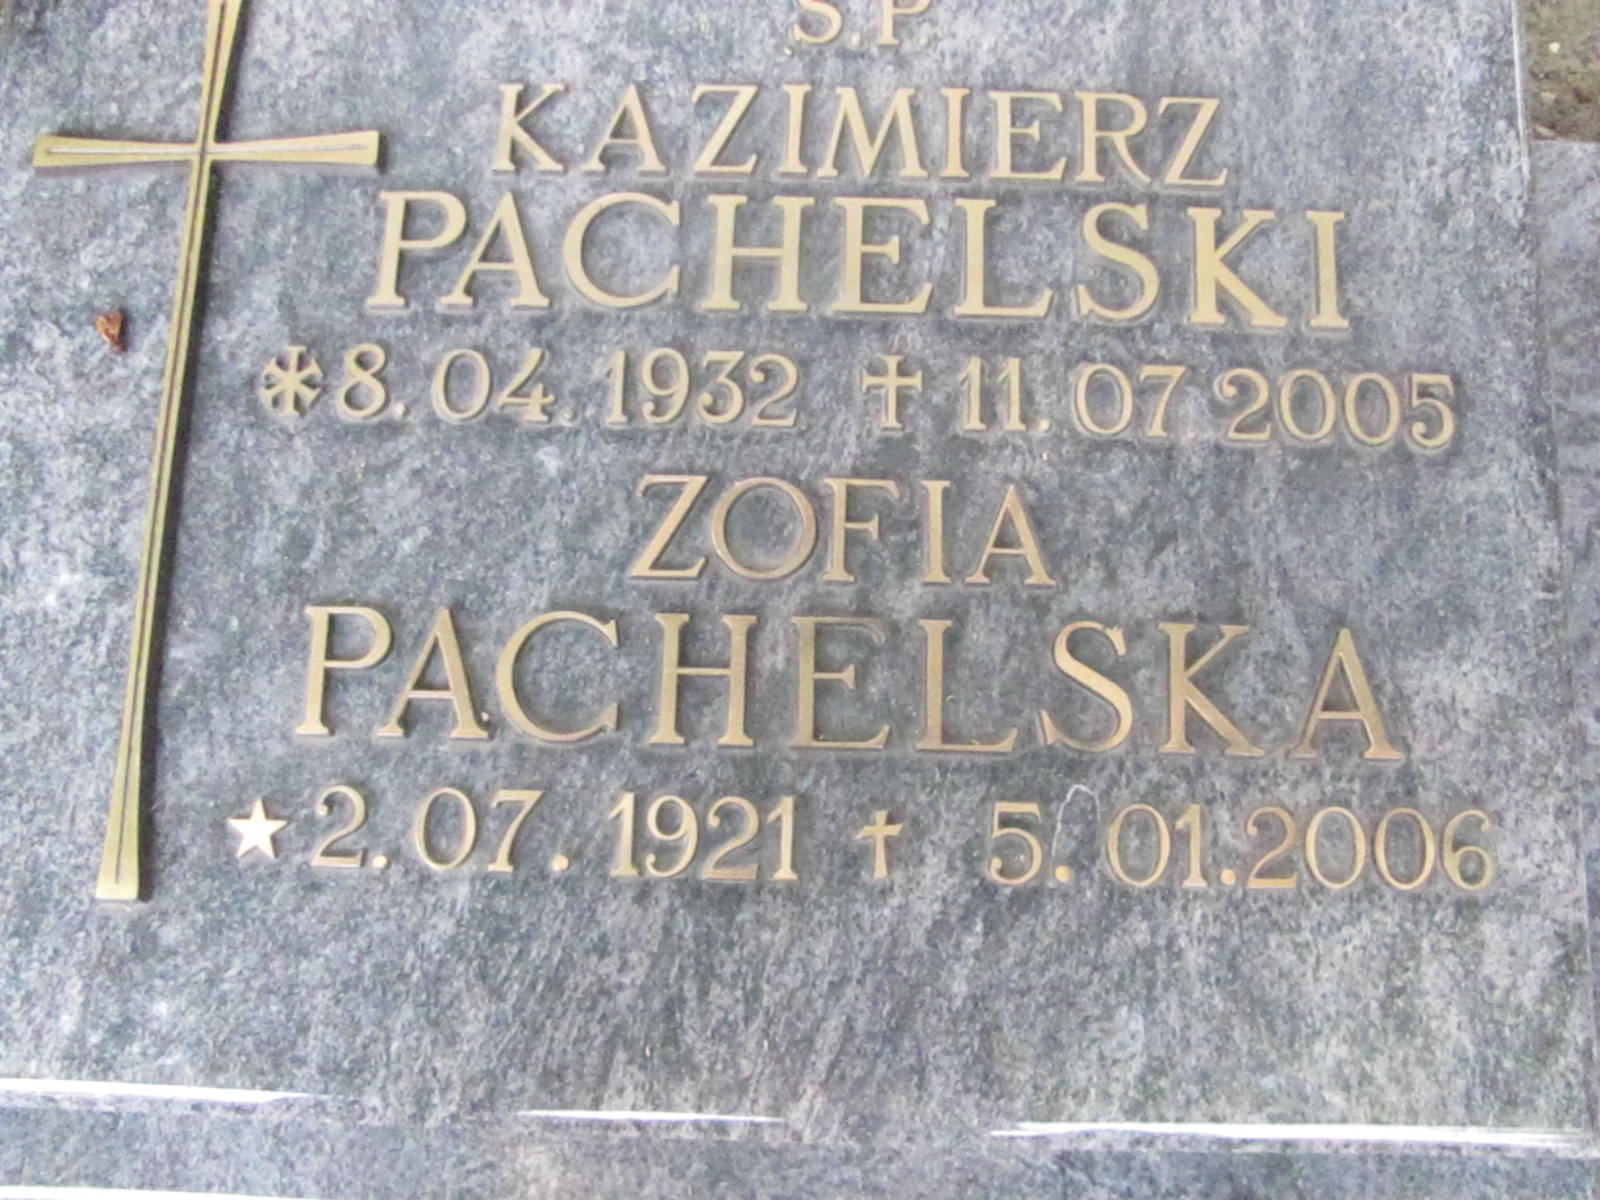 Ś.P.
KAZIMIERZ
PACHELSKI
*8.04.1932 †11.07.2005
ZOFIA
PACHELSKA
★2.07.1921 † 5.01.2006